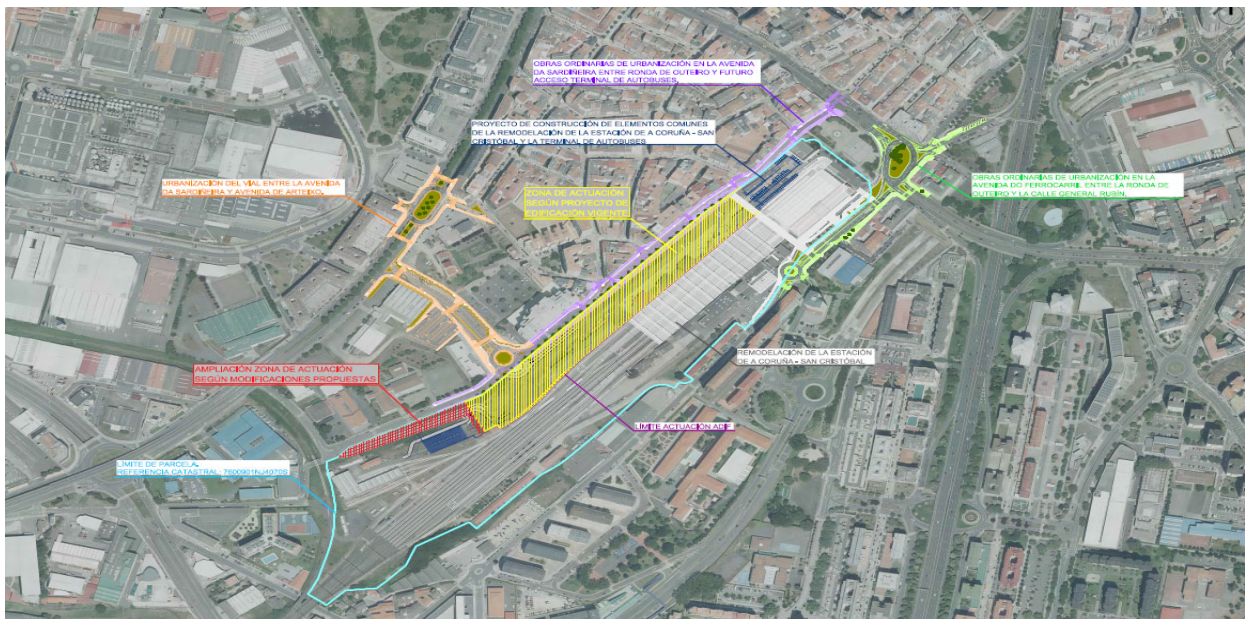 OBRAS ORDINARIAS DE URBANIZACIÓN EN LA AVENIDA
DA SARDIÑEIRA ENTRE RONDA DE OUTEIRO Y FUTURO
ACCESO TERMINAL DE AUTOBUSES.
PROYECTO DE CONSTRUCCIÓN DE ELEMENTOS COMUNES
DE LA REMODELACIÓN DE LA ESTACIÓN DE A CORUÑA - SAN
CRISTÓBAL Y LA TERMINAL DE AUTOBUSES
URBANIZACIÓN DEL VIAL ENTRE LA AVENIDA
DA SARDIÑEIRA Y AVENIDA DE ARTEIXO.
ZONA DE ACTUACIÓN
SEGÚN PROYECTO DE
EDIFICACIÓN VIGENTE
OBRAS ORDINARIAS DE URBANIZACIÓN EN LA
AVENIDA DO FERROCARRIL ENTRE LA RONDA DE
OUTEIRO Y LA CALLE GENERAL RUBÍN.
REMODELACIÓN DE LA ESTACIÓN
DE A CORUÑA - SAN CRISTÓBAL
AMPLIACIÓN ZONA DE ACTUACIÓN
SEGÚN MODIFICACIONES PROPUESTAS
LÍMITE ACTUACIÓN ADIF
LÍMITE DE PARCELA.
REFERENCIA CATASTRAL: 7600901NJ4070S